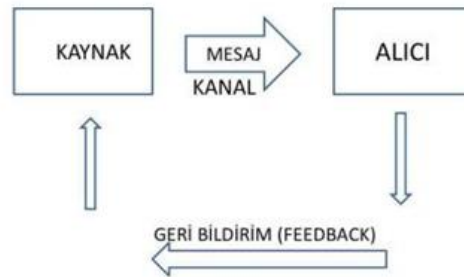 KAYNAK
MESAJ
KANAL
ALICI
GERİ BİLDİRİM (FEEDBACK)